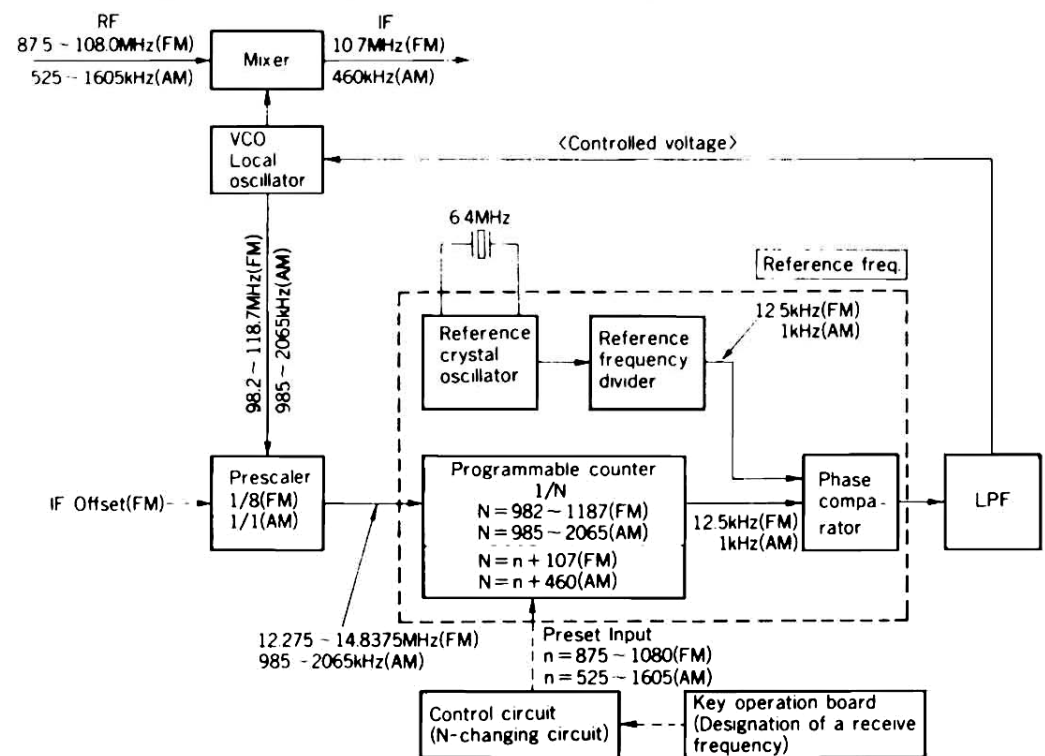 RF
87.5 ~ 108.0MHz(FM)
525 ~ 1605kHz(AM)
Mixer
IF
10.7MHz(FM)
460kHz(AM)
VCO
Local
oscillator
<Controlled voltage>
98.2 ~ 118.7MHz(FM)
985 ~ 2065kHz(AM)
6.4MHz
Reference freq.
Reference
crystal
oscillator
Reference
frequency
divider
12.5kHz(FM)
1kHz(AM)
IF Offset(FM)
Prescaler
1/8(FM)
1/1(AM)
Programmable counter
1/N
N = 982 ~ 1187(FM)
N = 985 ~ 2065(AM)
N = n + 107(FM)
N = n + 460(AM)
12.5kHz(FM)
1kHz(AM)
Phase
compa-
rator
LPF
12.275 ~ 14.8375MHz(FM)
985 ~ 2065kHz(AM)
Preset Input
n = 875 ~ 1080(FM)
n = 525 ~ 1605(AM)
Control circuit
(N-changing circuit)
Key operation board
(Designation of a receive
frequency)